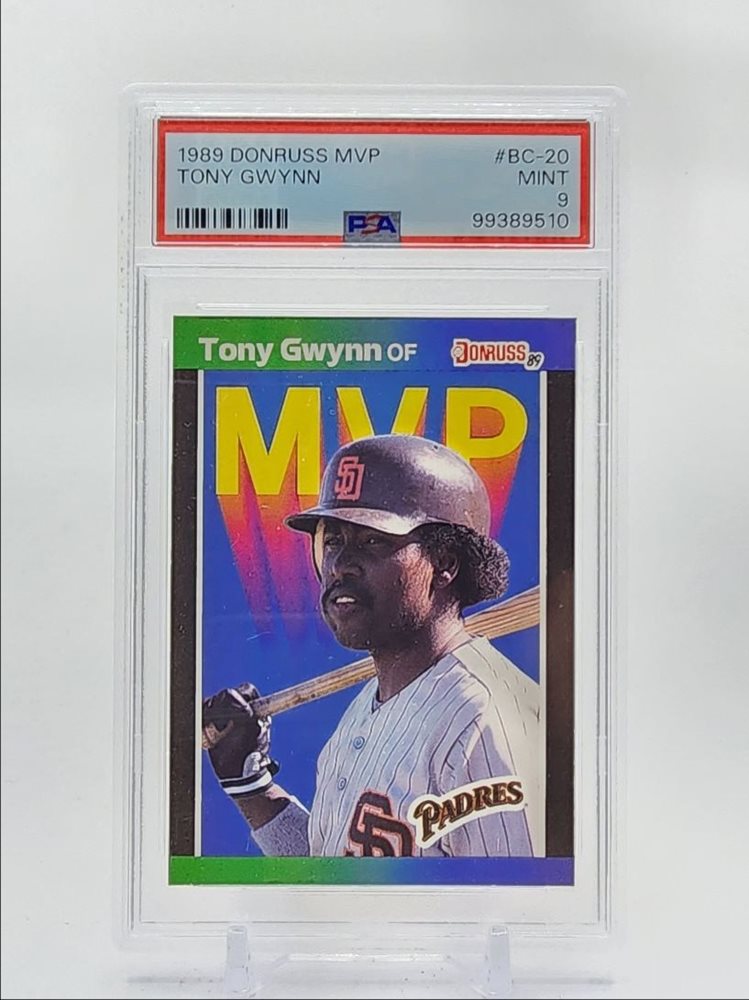 1989 DONRUSS MVP #BC-20
TONY GWYNN MINT
9
PSA 99389510
Tony Gwynn OF DONRUSS 89
MVP
SD
PADRES
SD